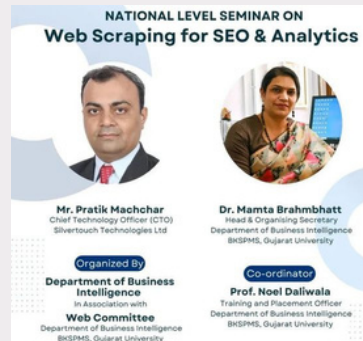 NATIONAL LEVEL SEMINAR ON
Web Scraping for SEO & Analytics
Mr. Pratik Machchar
Chief Technology Officer (CTO)
Silvertouch Technologies Ltd
Dr. Mamta Brahmbhatt
Head & Organising Secretary
Department of Business Intelligence
BKSPMS, Gujarat University
Organized By
Department of Business
Intelligence
In Association with
Web Committee
Department of Business Intelligence
BKSPMS, Gujarat University
Co-ordinator
Prof. Noel Daliwala
Training and Placement Officer
Department of Business Intelligence
BKSPMS, Gujarat University